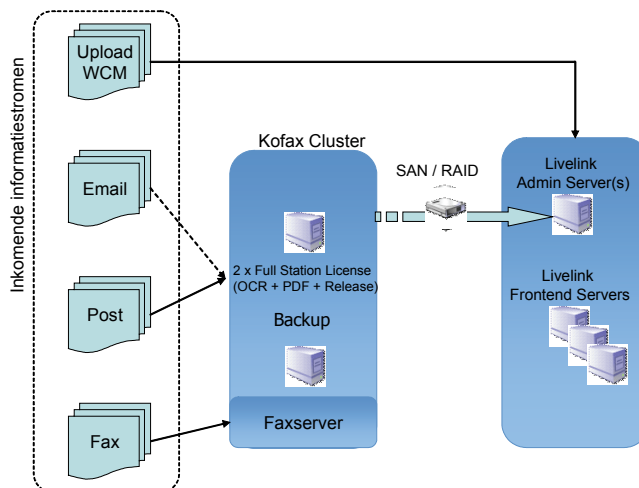 Inkomende informatiestromen
Upload
WCM
Email
Post
Fax
Kofax Cluster
2 x Full Station License
(OCR + PDF + Release)
Backup
Faxserver
SAN / RAID
Livelink
Admin Server(s)
Livelink
Frontend Servers